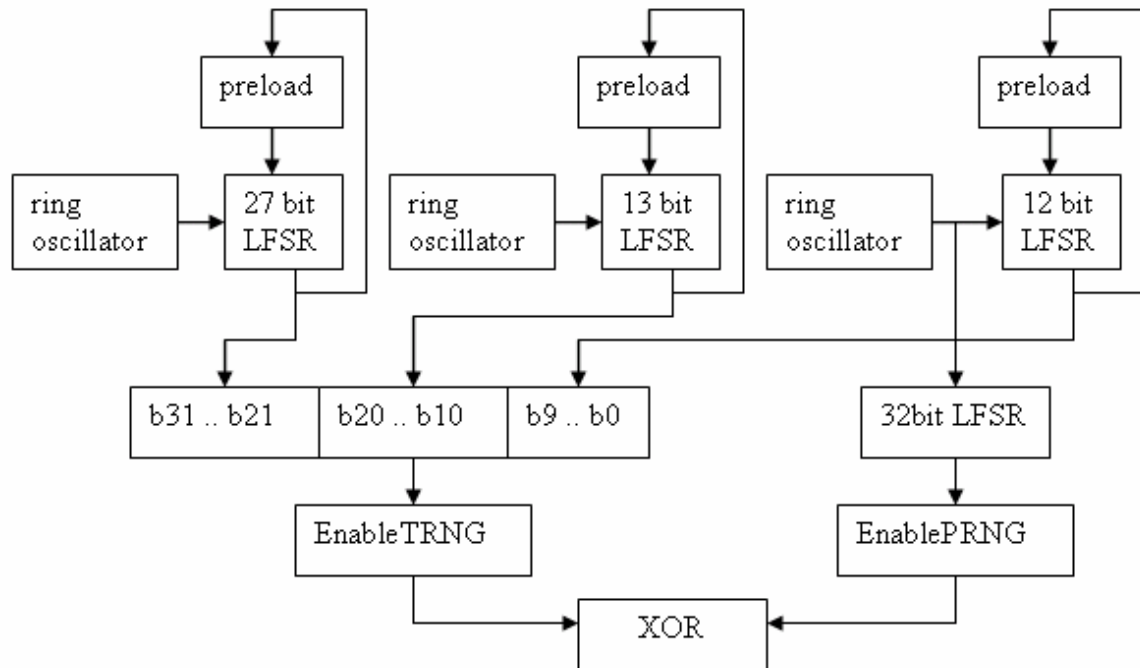 preload
preload
preload
ring
oscillator
27 bit
LFSR
ring
oscillator
13 bit
LFSR
ring
oscillator
12 bit
LFSR
b31 .. b21
b20 .. b10
b9 .. b0
32bit LFSR
EnableTRNG
EnablePRNG
XOR